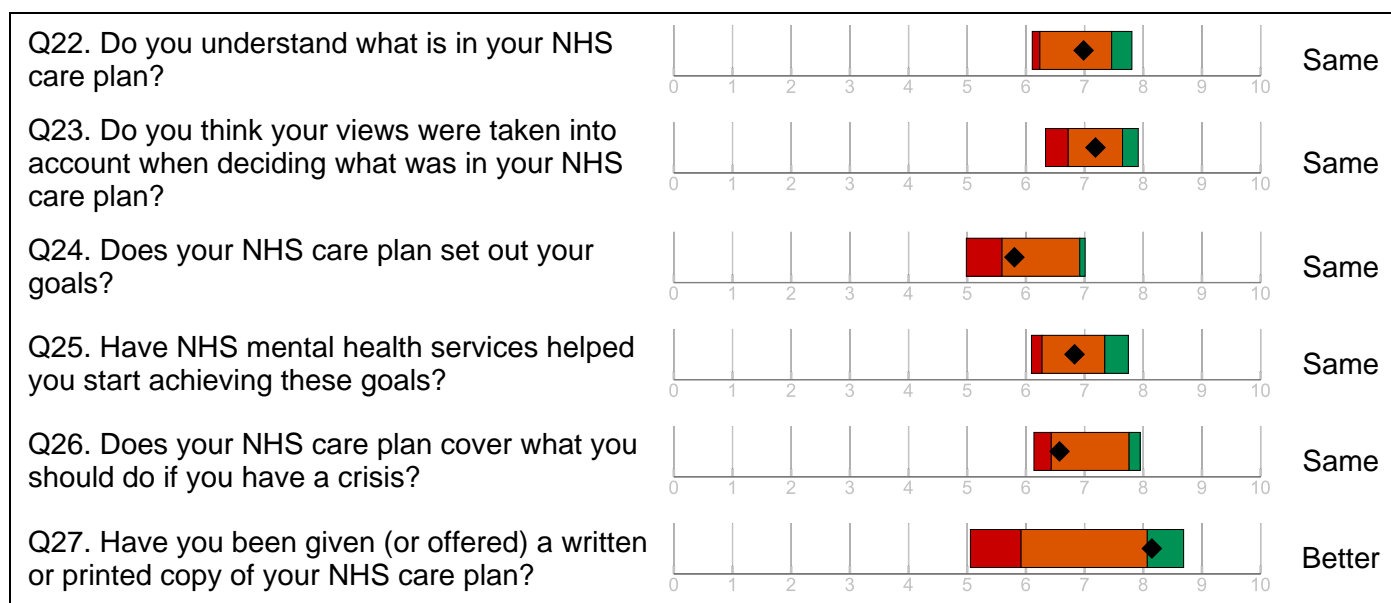 Q22. Do you understand what is in your NHS
care plan?
0 1 2 3 4 5 6 7 8 9 10
Same
Q23. Do you think your views were taken into
account when deciding what was in your NHS
care plan?
0 1 2 3 4 5 6 7 8 9 10
Same
Q24. Does your NHS care plan set out your
goals?
0 1 2 3 4 5 6 7 8 9 10
Same
Q25. Have NHS mental health services helped
you start achieving these goals?
0 1 2 3 4 5 6 7 8 9 10
Same
Q26. Does your NHS care plan cover what you
should do if you have a crisis?
0 1 2 3 4 5 6 7 8 9 10
Same
Q27. Have you been given (or offered) a written
or printed copy of your NHS care plan?
0 1 2 3 4 5 6 7 8 9 10
Better